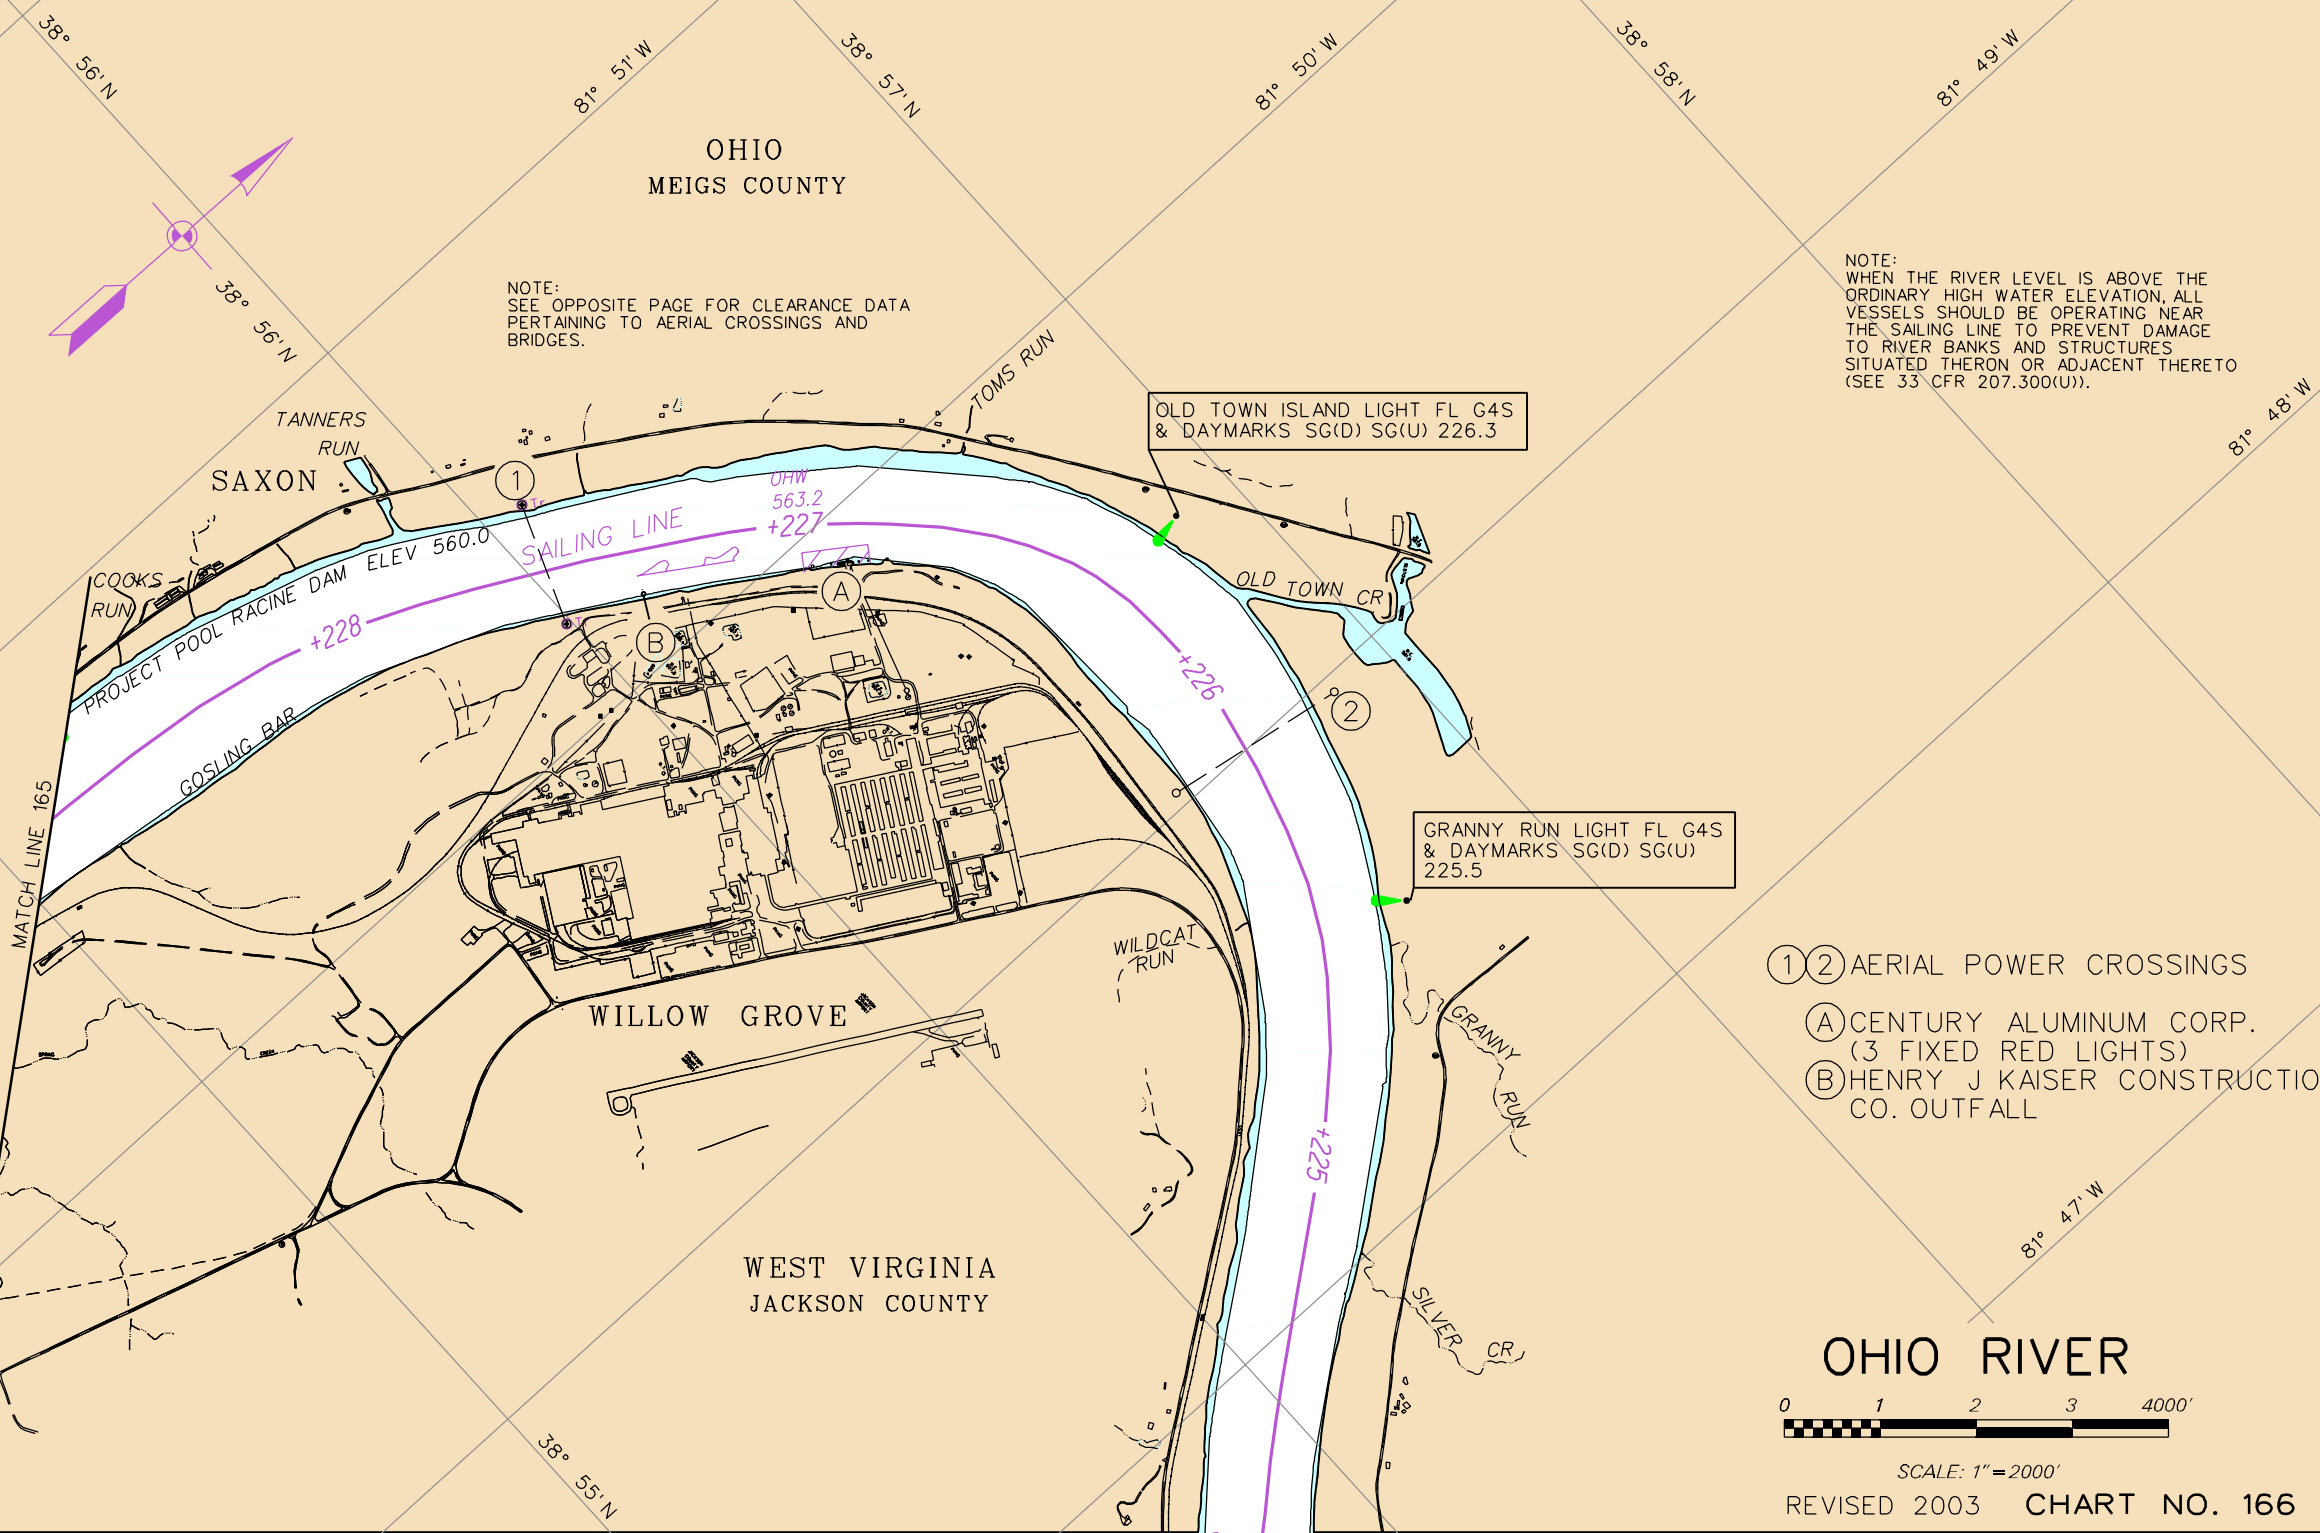 38° 56' N
81° 51' W
38° 57' N
81° 50' W
38° 58' N
81° 49' W
OHIO
MEIGS COUNTY
38° 56' N
NOTE:
SEE OPPOSITE PAGE FOR CLEARANCE DATA
PERTAINING TO AERIAL CROSSINGS AND
BRIDGES.
NOTE:
WHEN THE RIVER LEVEL IS ABOVE THE
ORDINARY HIGH WATER ELEVATION, ALL
VESSELS SHOULD BE OPERATING NEAR
THE SAILING LINE TO PREVENT DAMAGE
TO RIVER BANKS AND STRUCTURES
SITUATED THERON OR ADJACENT THERETO
(SEE 33 CFR 207.300(U)).
81° 48' W
TOMS RUN
TANNERS
RUN
SAXON
OLD TOWN ISLAND LIGHT FL G4S
& DAYMARKS SG(D) SG(U) 226.3
1
Tr
OHW
563.2
+227
SAILING LINE
PROJECT POOL RACINE DAM ELEV 560.0
COOKS
RUN
+228
A
B
OLD TOWN CR
+226
2
GOSLING BAR
MATCH LINE 165
GRANNY RUN LIGHT FL G4S
& DAYMARKS SG(D) SG(U)
225.5
WILDCAT
RUN
WILLOW GROVE
GRANNY
RUN
12 AERIAL POWER CROSSINGS
A CENTURY ALUMINUM CORP.
(3 FIXED RED LIGHTS)
B HENRY J KAISER CONSTRUCTIO
CO. OUTFALL
+225
81° 47' W
WEST VIRGINIA
JACKSON COUNTY
SILVER CR
38° 55' N
OHIO RIVER
0 1 2 3 4000'
SCALE: 1"=2000'
REVISED 2003 CHART NO. 166